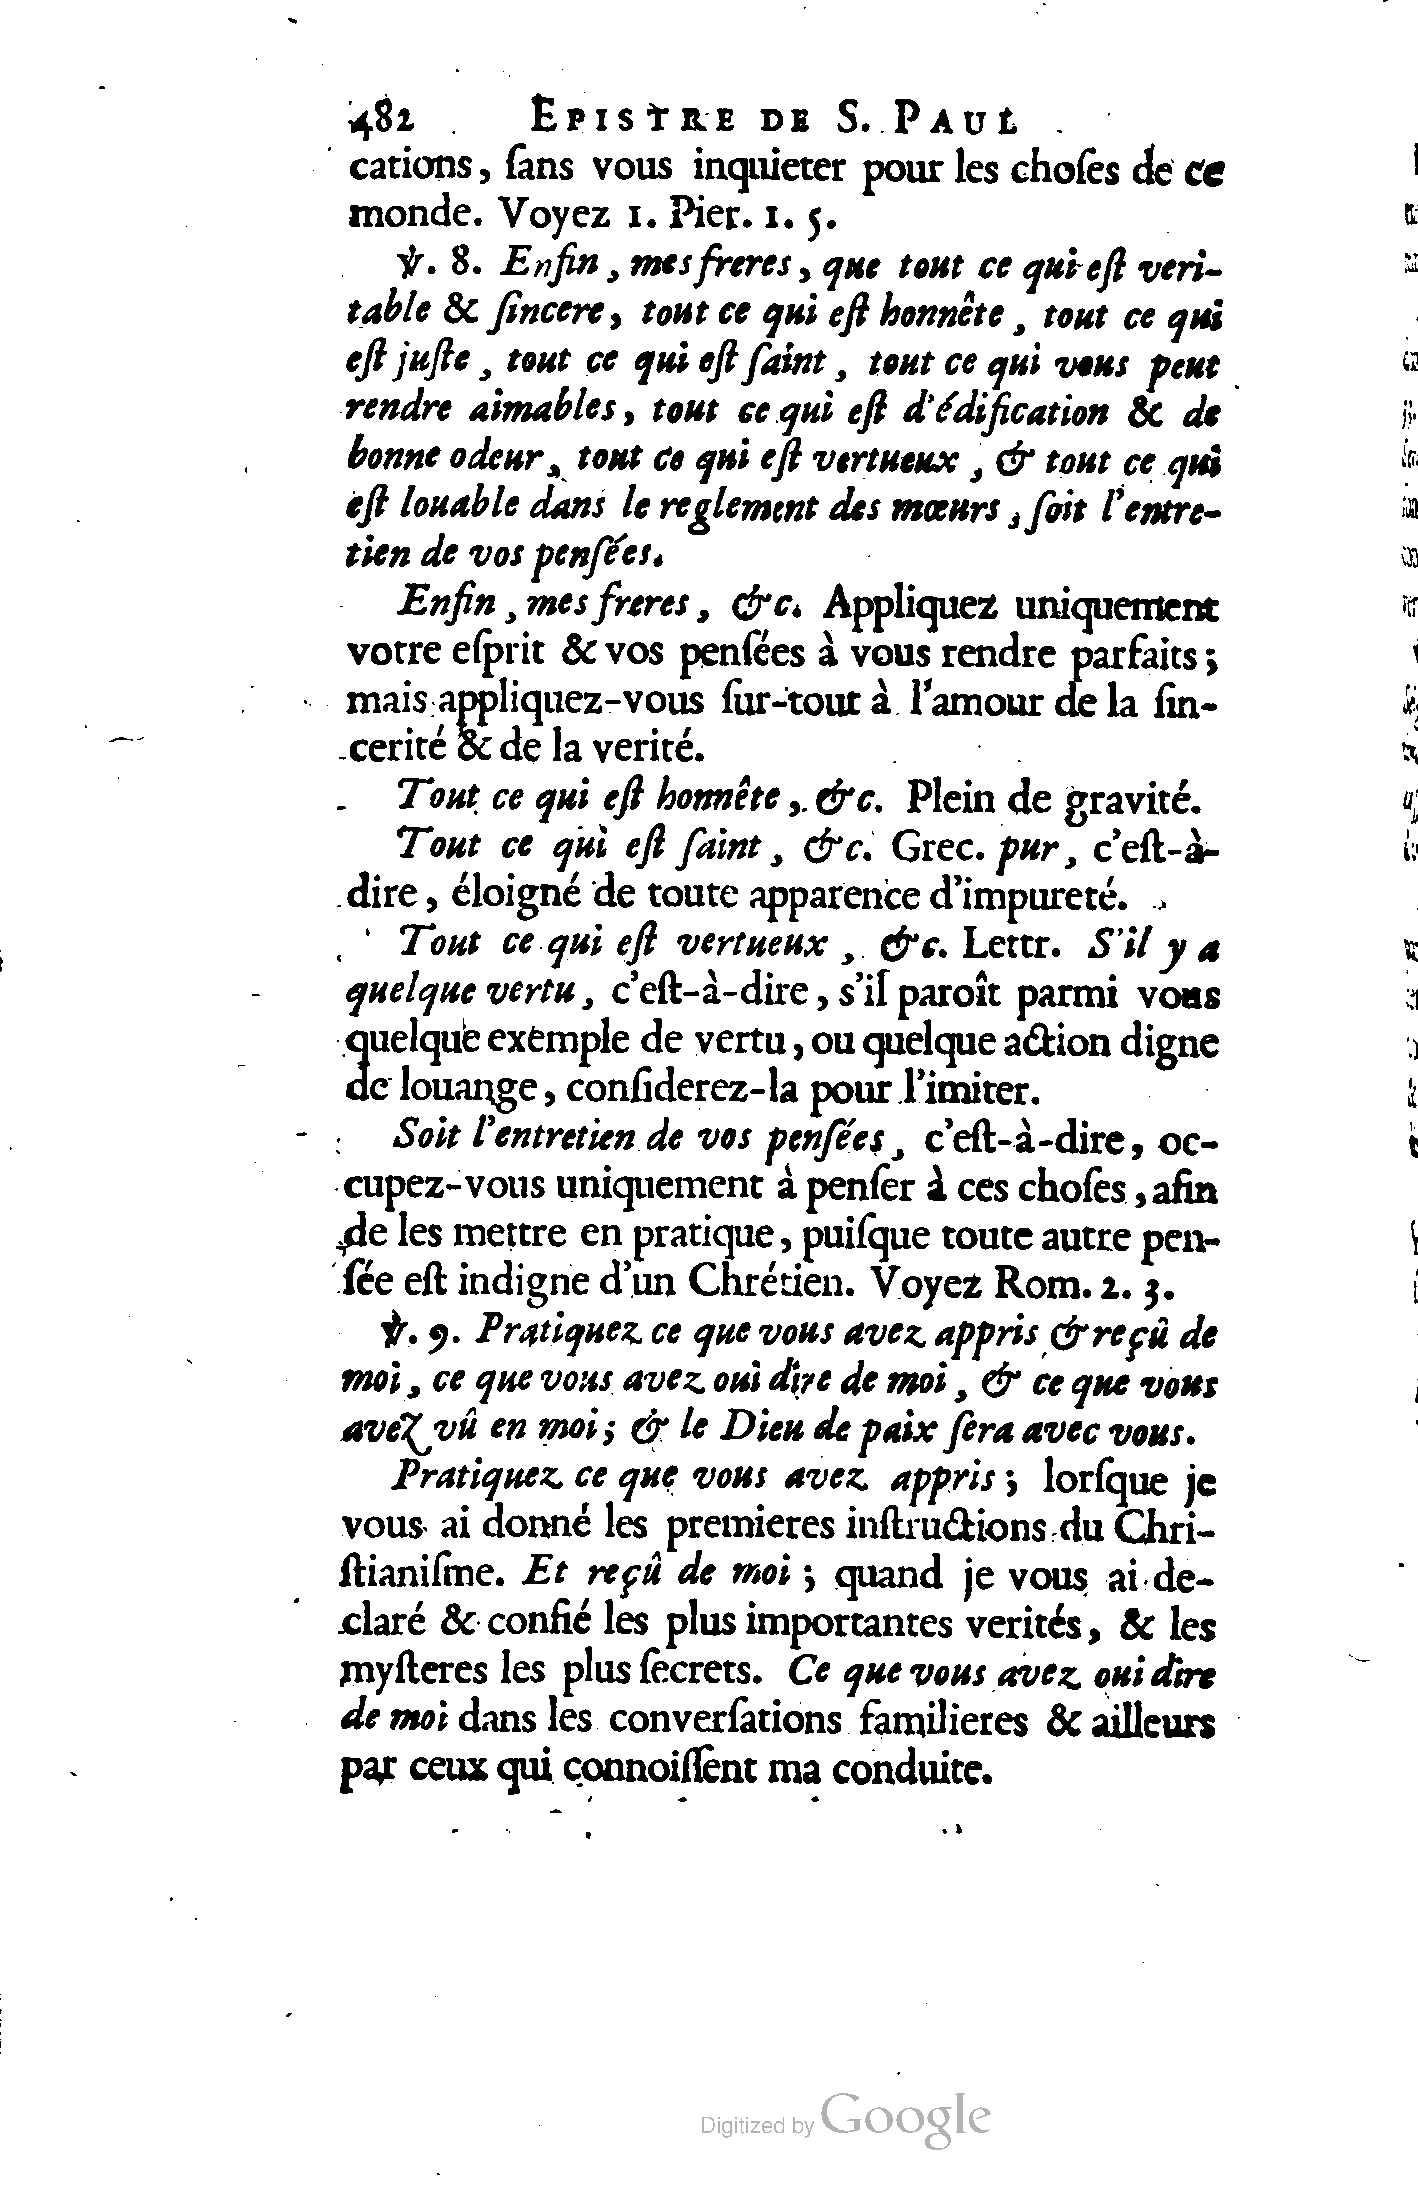 482 EPISTRE DE S. PAUL
cations, ſans vous inquieter pour les choſes de ce
monde. Voyez 1. Pier. 1. 5.
℣. 8. Enfin, mes freres, que tout ce qui eſt veri-
table & ſincere, tout ce qui eſt honnête, tout ce qui
eſt juſte, tout ce qui eſt ſaint, tout ce qui vous peut
rendre aimables, tout ce qui eſt d'édification & de
bonne odeur, tout ce qui eſt vertueux, & tout ce qui
eſt louable dans le reglement des mœurs, ſoit l'entre-
tien de vos penſées.
Enfin, mes freres, &c. Appliquez uniquement
votre eſprit & vos penſées à vous rendre parfaits;
mais appliquez-vous ſur-tout à l'amour de la ſin-
cerité & de la verité.
Tout ce qui eſt honnête, &c. Plein de gravité.
Tout ce qui eſt ſaint, &c. Grec. pur, c'eſt-à-
dire, éloigné de toute apparence d'impureté.
Tout ce qui eſt vertueux, &c. Lettr. S'il y a
quelque vertu, c'eſt-à-dire, s'il paroît parmi vous
quelque exemple de vertu, ou quelque action digne
de louange, conſiderez-la pour l'imiter.
Soit l'entretien de vos penſées, c'eſt-à-dire, oc-
cupez-vous uniquement à penſer à ces choſes, afin
de les mettre en pratique, puiſque toute autre pen-
ſée eſt indigne d'un Chrétien. Voyez Rom. 2. 3.
℣. 9. Pratiquez ce que vous avez appris & reçû de
moi, ce que vous avez oui dire de moi, & ce que vous
avez vû en moi; & le Dieu de paix ſera avec vous.
Pratiquez ce que vous avez appris; lorſque je
vous ai donné les premieres inſtructions du Chri-
ſtianiſme. Et reçû de moi; quand je vous ai de-
claré & confié les plus importantes verités, & les
myſteres les plus ſecrets. Ce que vous avez oui dire
de moi dans les converſations familieres & ailleurs
par ceux qui connoiſſent ma conduite.
Digitized by Google